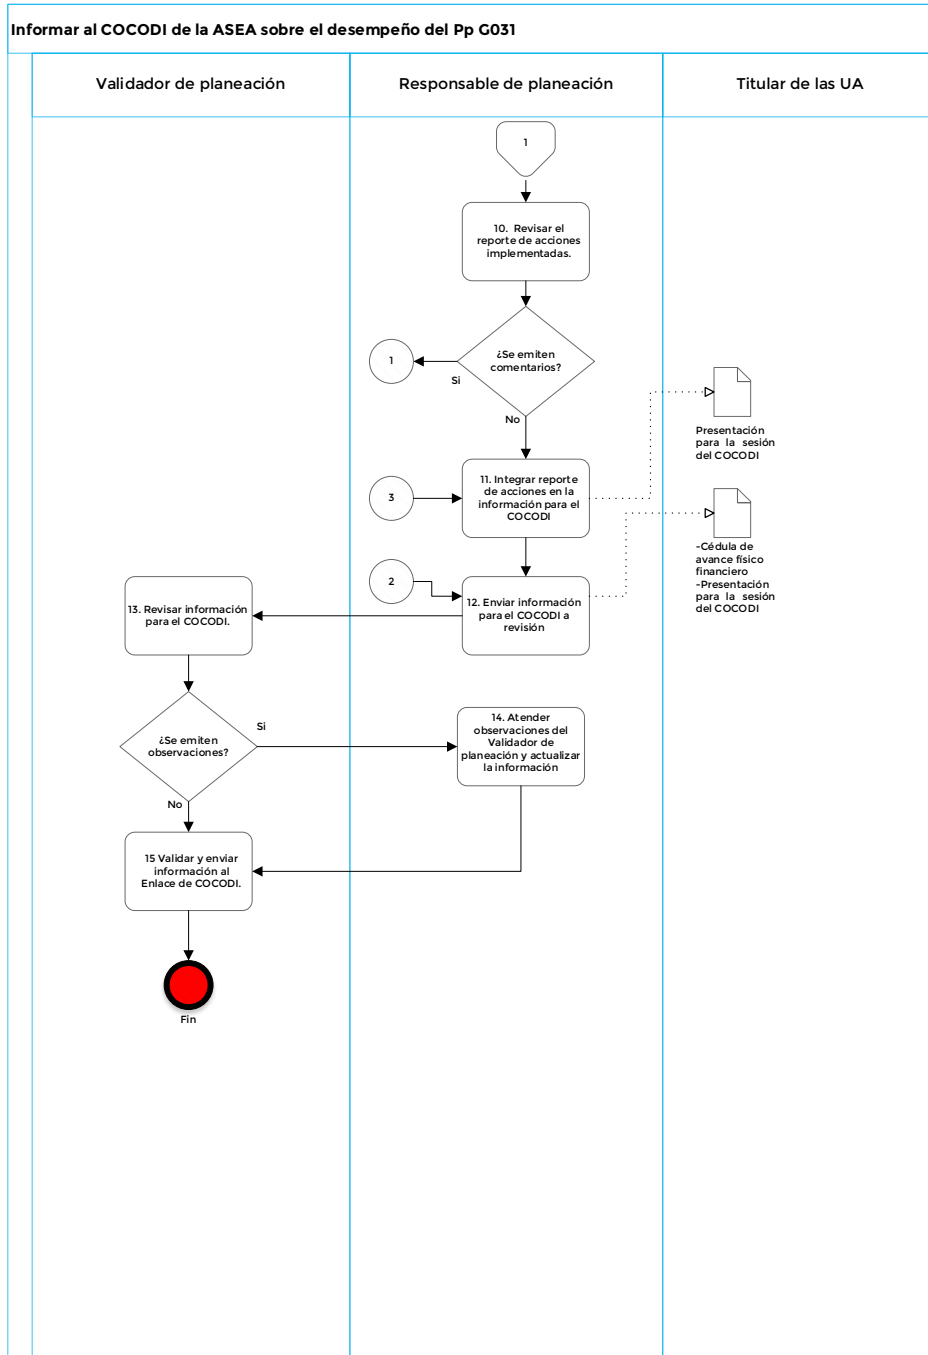 Informar al COCODI de la ASEA sobre el desempeño del Pp G031
Validador de planeación
Responsable de planeación
Titular de las UA
1
10. Revisar el
reporte de acciones
implementadas.
¿Se emiten
comentarios?
1
Si
No
Presentación
para la sesión
del COCODI
11. Integrar reporte
de acciones en la
información para el
COCODI
3
-Cédula de
avance físico
financiero
-Presentación
para la sesión
del COCODI
2
12. Enviar información
para el COCODI a
revisión
13. Revisar información
para el COCODI.
¿Se emiten
observaciones?
Si
14. Atender
observaciones del
Validador de
planeación y actualizar
la información
No
15 Validar y enviar
información al
Enlace de COCODI.
Fin